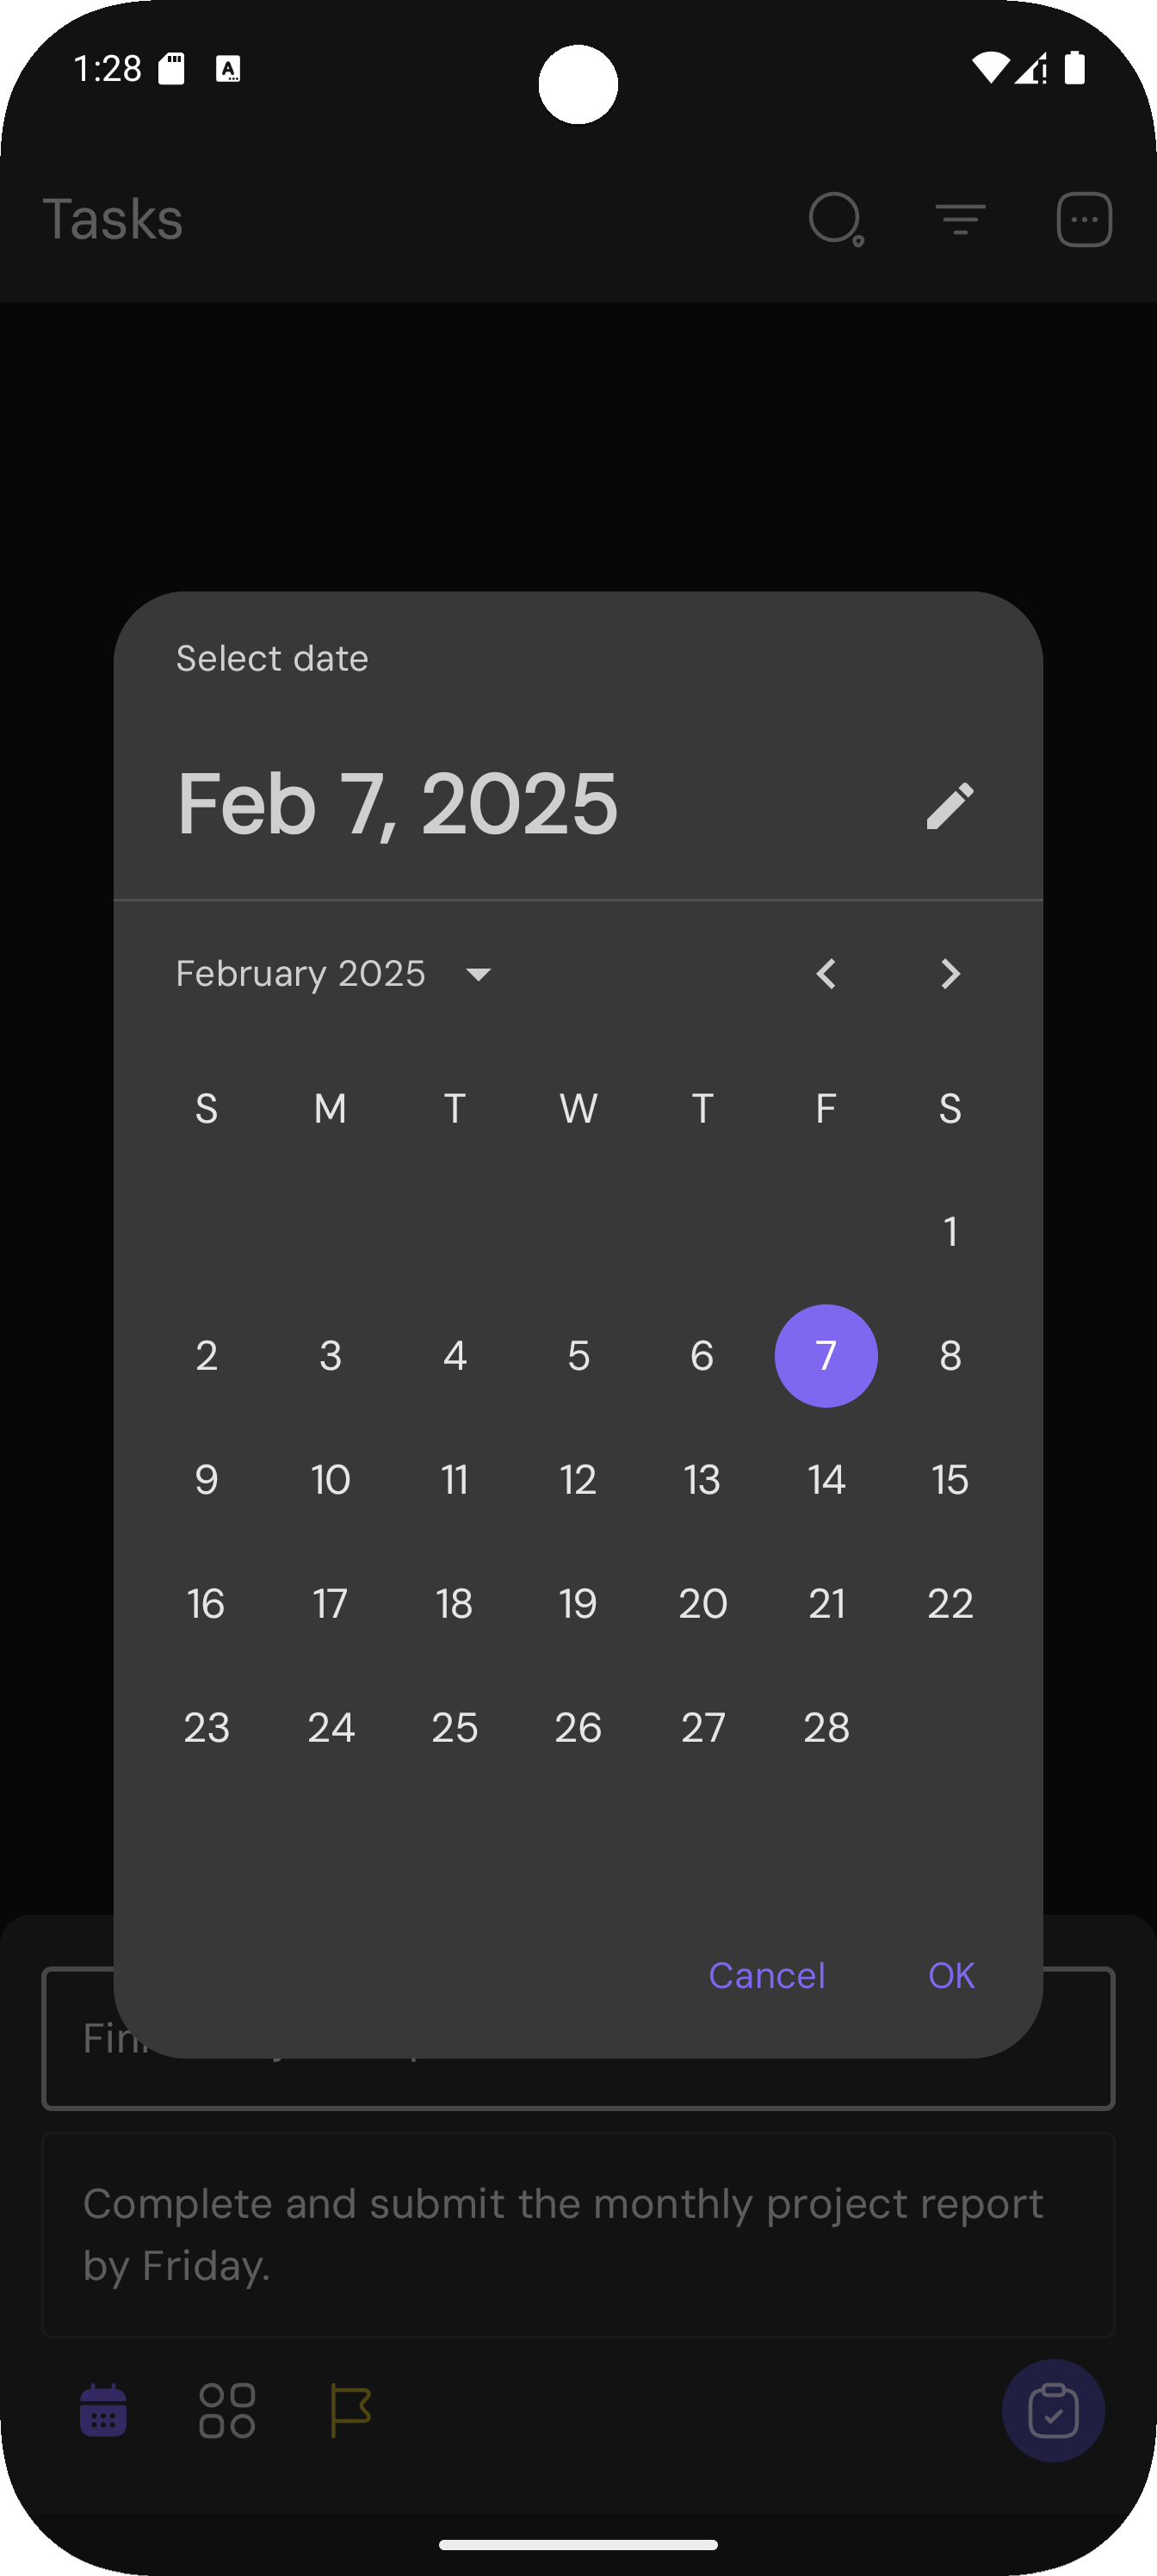 1:28
Tasks
Select date
Feb 7, 2025
February 2025
S M T W T F S
1
2 3 4 5 6 7 8
9 10 11 12 13 14 15
16 17 18 19 20 21 22
23 24 25 26 27 28
Cancel OK
Complete and submit the monthly project report
by Friday.